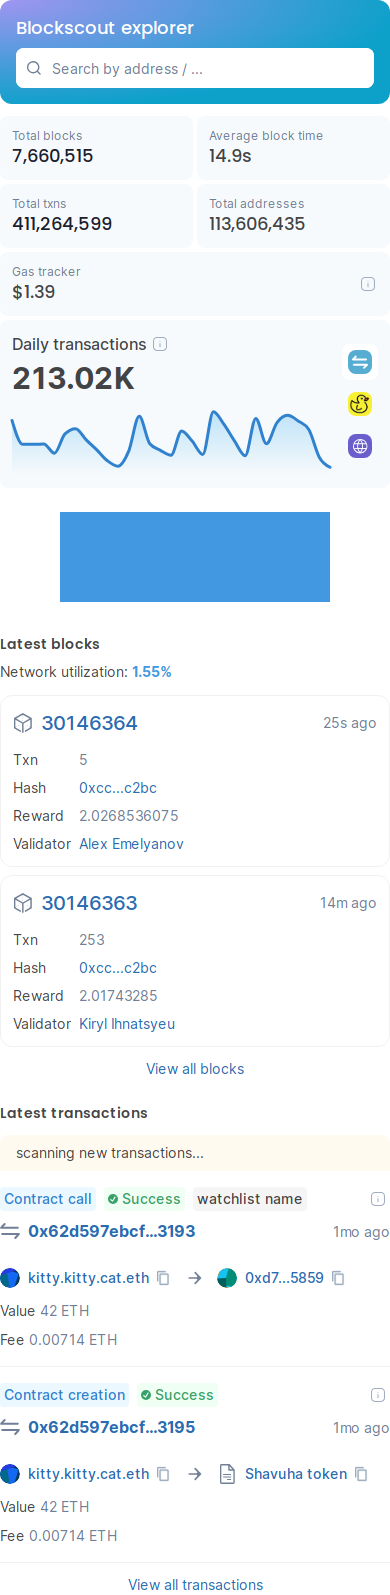 Blockscout explorer
Search by address / ...
Total blocks
7,660,515
Average block time
14.9s
Total txns
411,264,599
Total addresses
113,606,435
Gas tracker
$1.39
Daily transactions
213.02K
Latest blocks
Network utilization: 1.55%
30146364 25s ago
Txn 5
Hash 0xcc...c2bc
Reward 2.0268536075
Validator Alex Emelyanov
30146363 14m ago
Txn 253
Hash 0xcc...c2bc
Reward 2.01743285
Validator Kiryl Ihnatsyeu
View all blocks
Latest transactions
scanning new transactions...
Contract call Success watchlist name
0x62d597ebcf...3193 1mo ago
kitty.kitty.cat.eth 0xd7...5859
Value 42 ETH
Fee 0.00714 ETH
Contract creation Success
0x62d597ebcf...3195 1mo ago
kitty.kitty.cat.eth Shavuha token
Value 42 ETH
Fee 0.00714 ETH
View all transactions